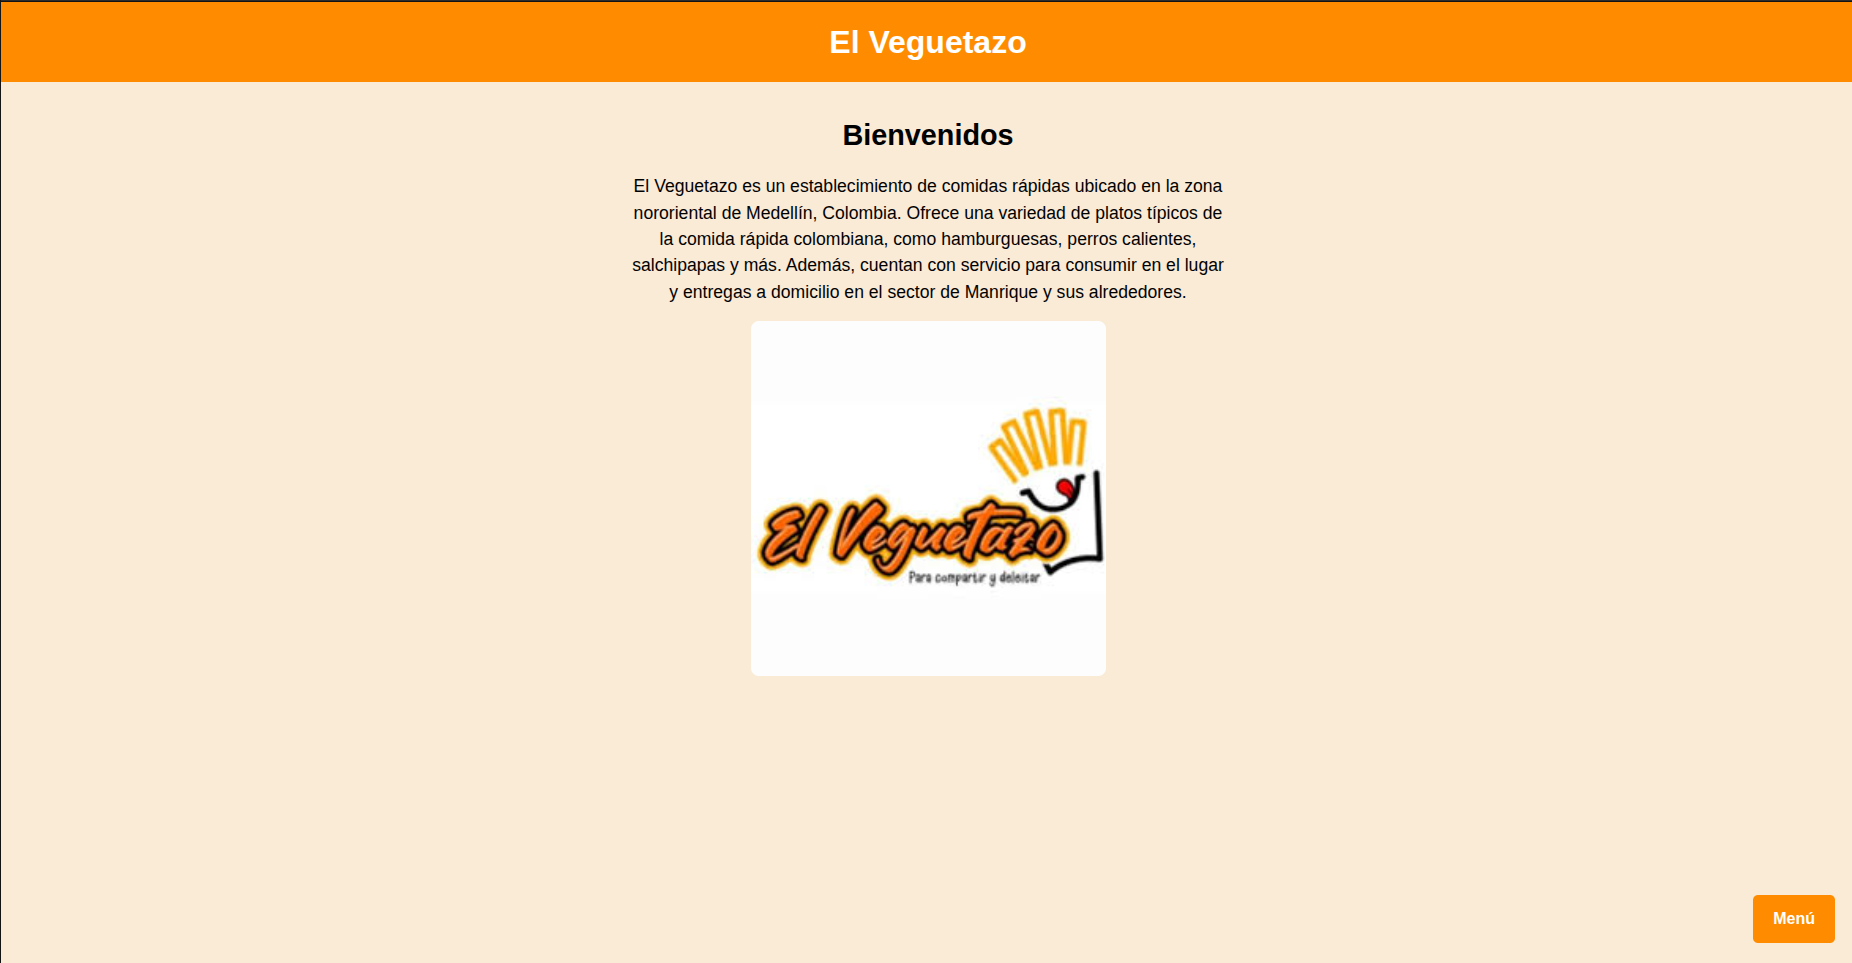 El Veguetazo
Bienvenidos
El Veguetazo es un establecimiento de comidas rápidas ubicado en la zona
nororiental de Medellín, Colombia. Ofrece una variedad de platos típicos de
la comida rápida colombiana, como hamburguesas, perros calientes,
salchipapas y más. Además, cuentan con servicio para consumir en el lugar
y entregas a domicilio en el sector de Manrique y sus alrededores.
El Veguetazo
Para compartir y deleitar
Menú